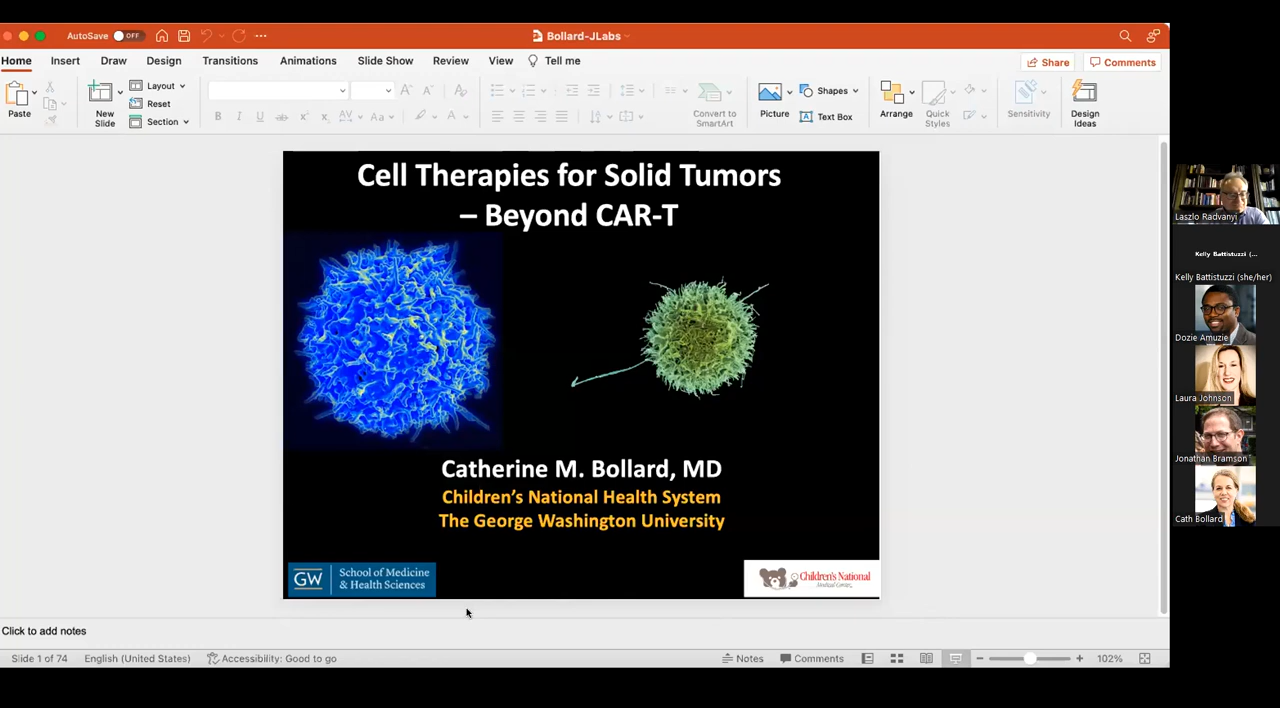 AutoSave
OFF
Bollard-JLabs
Home Insert Draw Design Transitions Animations Slide Show Review View Tell me
Share Comments
Paste
New Slide
Layout
Reset
Section
Convert to SmartArt
Picture
Shapes
Text Box
Arrange
Quick Styles
Sensitivity
Design Ideas
Cell Therapies for Solid Tumors
– Beyond CAR-T
Catherine M. Bollard, MD
Children's National Health System
The George Washington University
GW
School of Medicine
& Health Sciences
Children's National
Laszlo Radvanyi
Kelly Battistuzzi (...
Kelly Battistuzzi (she/her)
Dozie Amuzie
Laura Johnson
Jonathan Bramson
Cath Bollard
Click to add notes
Slide 1 of 74 English (United States) Accessibility: Good to go Notes Comments 102%